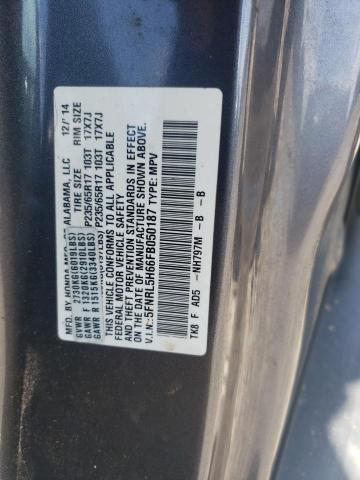 MFD. BY HONDA MFG. OF ALABAMA, LLC 12/'14
GVWR 2730KG(6019LBS) TIRE SIZE RIM SIZE
GAWR F 1320KG(2910LBS) P235/65R17 103T 17X7J
GAWR R 1515KG(3340LBS) P235/65R17 103T 17X7J
THIS VEHICLE CONFORMS TO ALL APPLICABLE
FEDERAL MOTOR VEHICLE SAFETY
AND THEFT PREVENTION STANDARDS IN EFFECT
ON THE DATE OF MANUFACTURE SHOWN ABOVE.
V.I.N.:5FNRL5H66FB050187 TYPE:MPV
TK8 F AD5 -NH797M -B -B